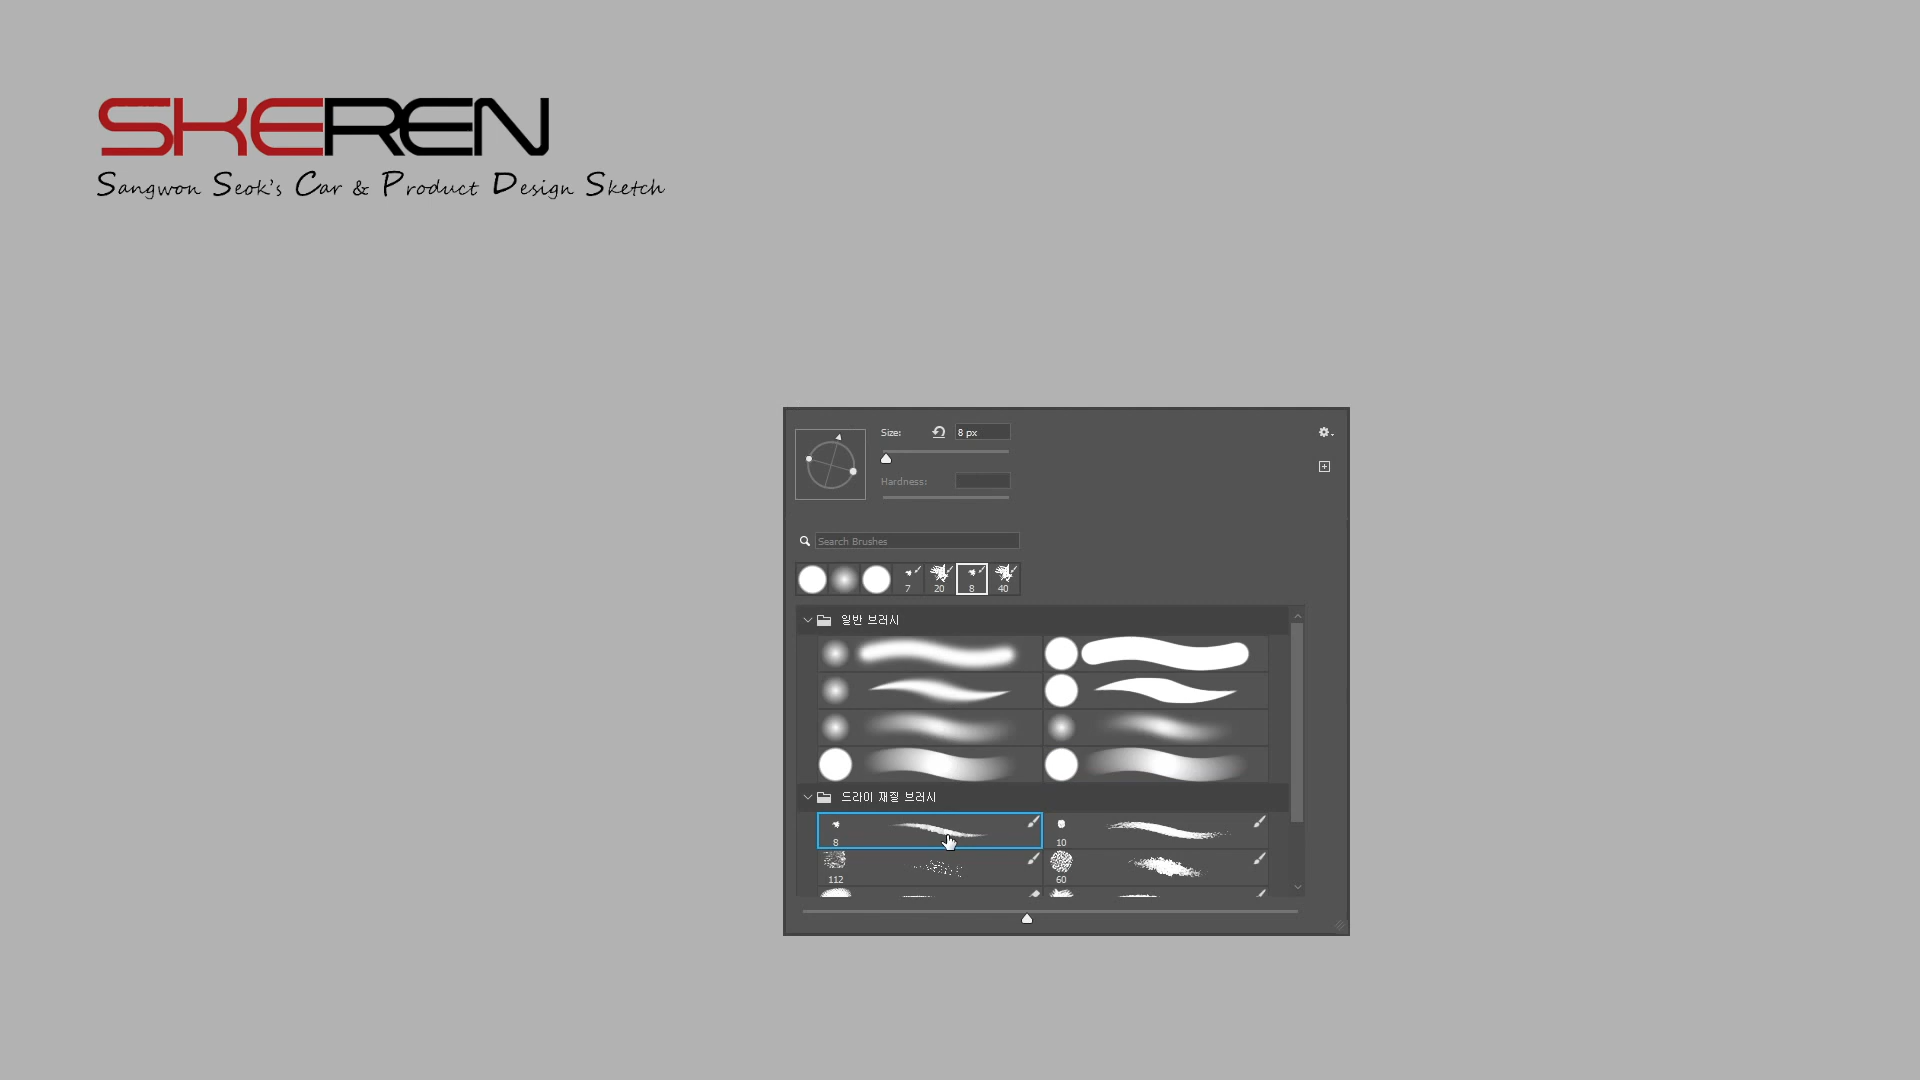 SKEREN
Sangwon Seok's Car & Product Design Sketch
Size: 8 px
Hardness:
Search Brushes
7 20 8 40
일반 브러시
드라이 재질 브러시
8 10
112 60